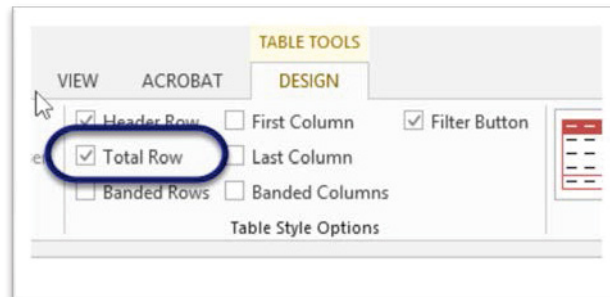 TABLE TOOLS
VIEW ACROBAT DESIGN
Header Row First Column Filter Button
Total Row Last Column
Banded Rows Banded Columns
Table Style Options